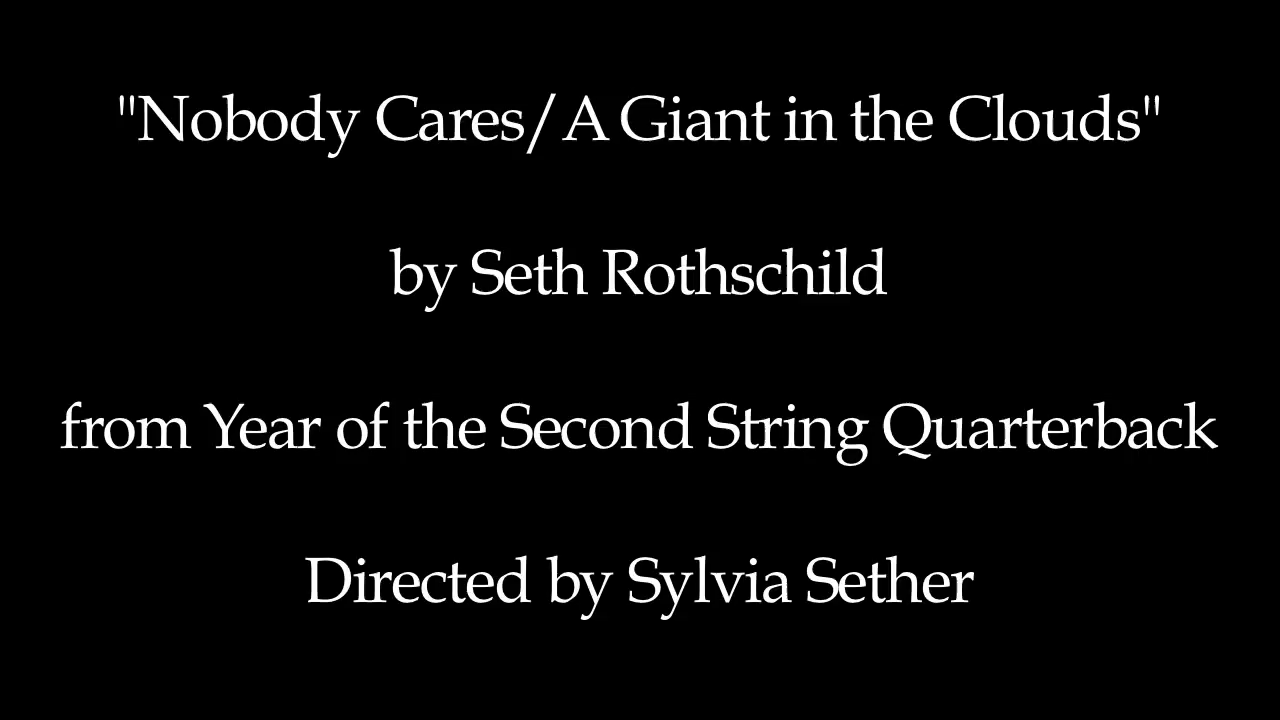 "Nobody Cares/A Giant in the Clouds"
by Seth Rothschild
from Year of the Second String Quarterback
Directed by Sylvia Sether